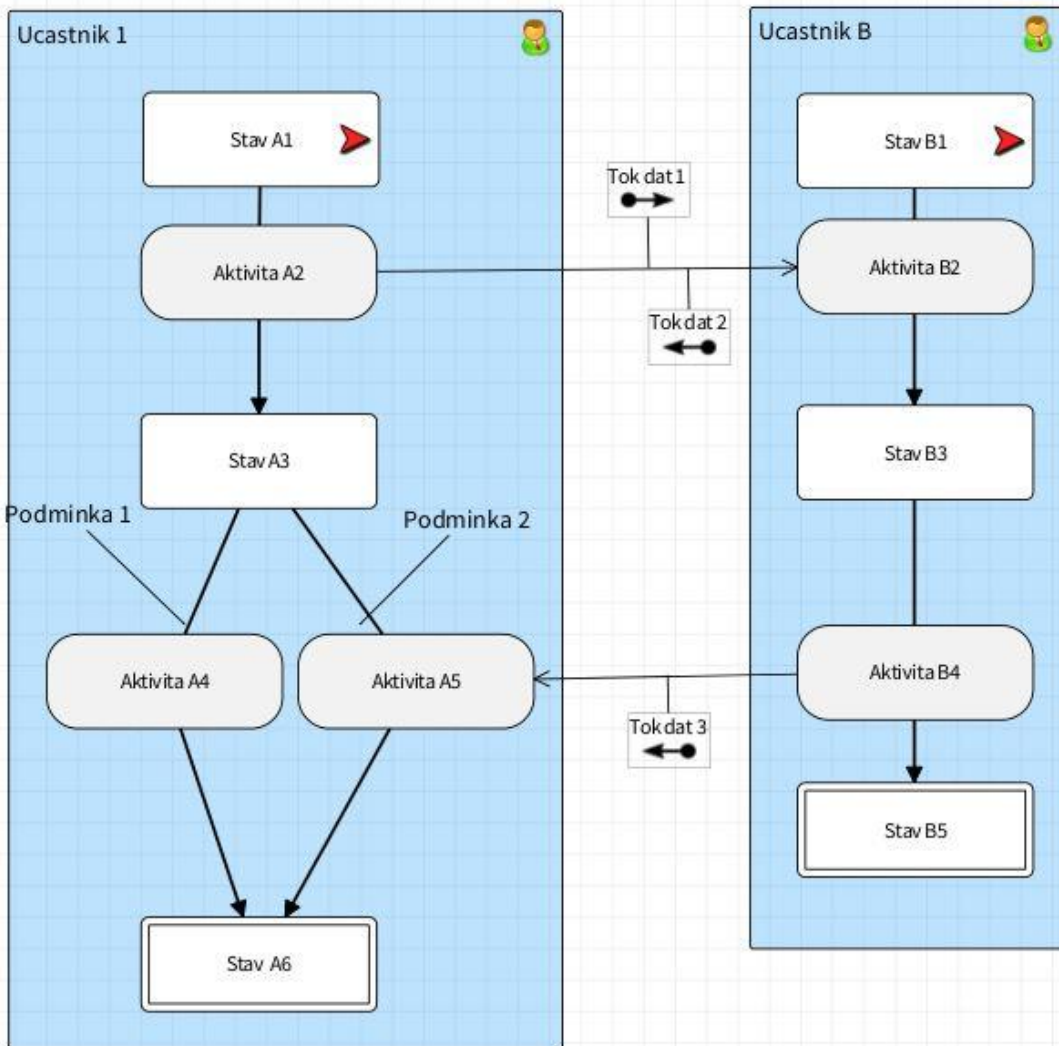 Ucastnik 1
Ucastnik B
Stav A1
Stav B1
Tok dat 1
Aktivita A2
Aktivita B2
Tok dat 2
Stav A3
Stav B3
Podminka 1
Podminka 2
Aktivita A4
Aktivita A5
Aktivita B4
Tok dat 3
Stav B5
Stav A6